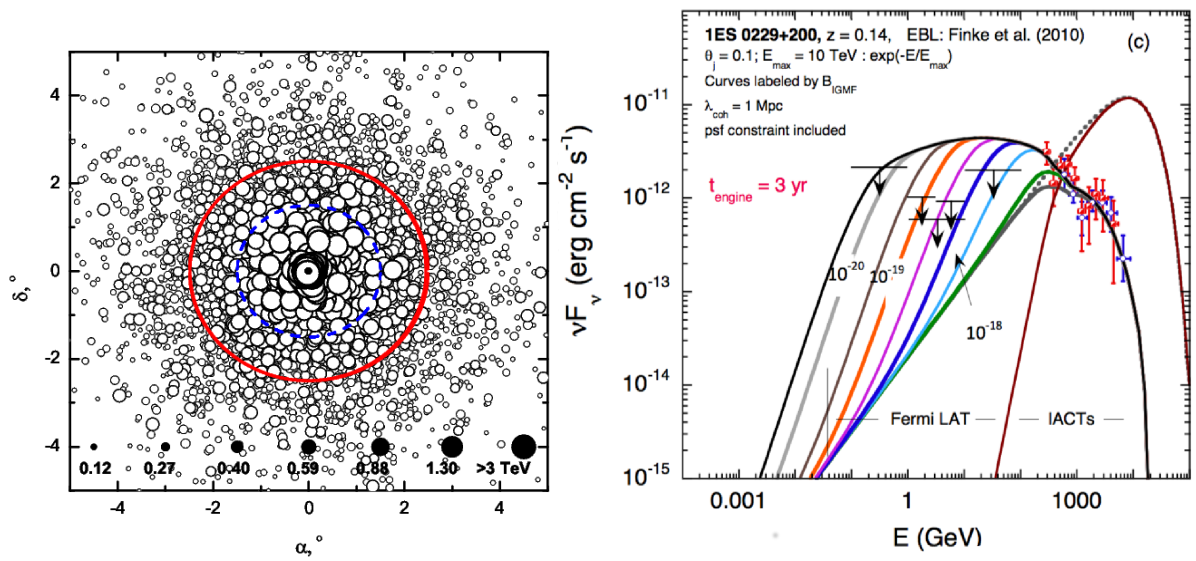 4
2
0
-2
-4
δ,°
0.12 0.27 0.40 0.59 0.88 1.30 >3 TeV
-4 -2 0 2 4
α,°
1ES 0229+200, z = 0.14, EBL: Finke et al. (2010) (c)
θj = 0.1; Emax = 10 TeV : exp(-E/Emax)
Curves labeled by BIGMF
λcoh = 1 Mpc
psf constraint included
tengine = 3 yr
10-11
10-12
10-13
10-14
10-15
νFν (erg cm-2 s-1)
10-20
10-19
10-18
Fermi LAT
IACTs
0.001 1 1000
E (GeV)